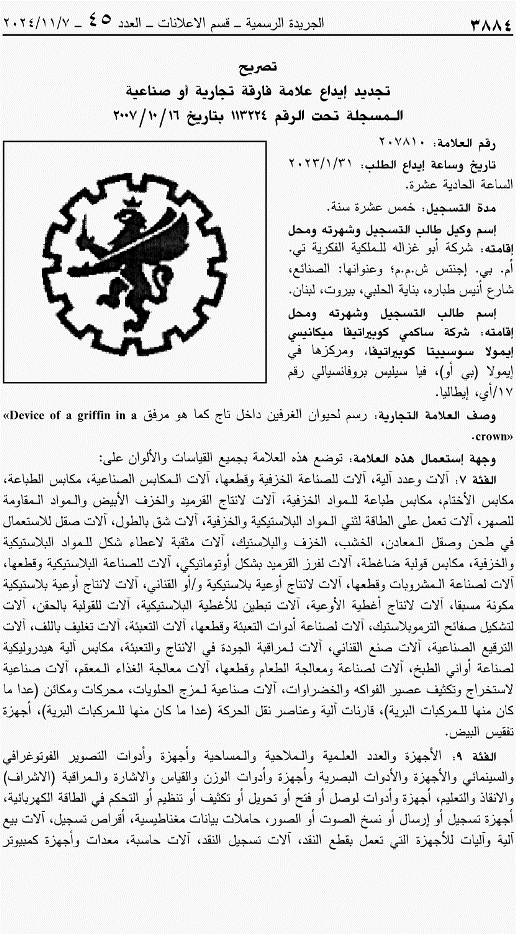 ٣٨٨٤
الجريدة الرسمية ــ قسم الاعلانات ــ العدد ٤٥ ــ ٢٠٢٤/١١/٧
تصريح
تجديد إيداع علامة فارقة تجارية أو صناعية
المسجلة تحت الرقم ١١٣٢٢٤ بتاريخ ٢٠٠٧/١٠/١٦
رقم العلامة: ٢٠٧٨١٠
تاريخ وساعة إيداع الطلب: ٢٠٢٣/١/٣١
الساعة الحادية عشرة.
مدة التسجيل: خمس عشرة سنة.
إسم وكيل طالب التسجيل وشهرته ومحل
إقامته: شركة أبو غزاله للملكية الفكرية تي.
أم. بي. إجنتس ش.م.م؛ وعنوانها: الصنائع،
شارع أنيس طباره، بناية الحلبي، بيروت، لبنان.
إسم طالب التسجيل وشهرته ومحل
إقامته: شركة ساكمي كوبيراتيفا ميكانيسي
إيمولا سوسييتا كوبيراتيفا، ومركزها في
إيمولا (بي أو)، فيا سيليس بروفانسيالي رقم
١٧/أي، إيطاليا.
وصف العلامة التجارية: رسم لحيوان الغرفين داخل تاج كما هو مرفق «Device of a griffin in a
crown».
وجهة إستعمال هذه العلامة: توضع هذه العلامة بجميع القياسات والألوان على:
الفئة ٧: آلات وعدد آلية، آلات للصناعة الخزفية وقطعها، آلات المكابس الصناعية، مكابس الطباعة،
مكابس الأختام، مكابس طباعة للمواد الخزفية، آلات لانتاج القرميد والخزف الأبيض والمواد المقاومة
للصهر، آلات تعمل على الطاقة لثني المواد البلاستيكية والخزفية، آلات شق بالطول، آلات صقل للاستعمال
في طحن وصقل المعادن، الخشب، الخزف والبلاستيك، آلات مثقبة لاعطاء شكل للمواد البلاستيكية
والخزفية، مكابس قولبة ضاغطة، آلات لفرز القرميد بشكل أوتوماتيكي، آلات للصناعة البلاستيكية وقطعها،
آلات لصناعة المشروبات وقطعها، آلات لانتاج أوعية بلاستيكية و/أو القناني، آلات لانتاج أوعية بلاستيكية
مكونة مسبقا، آلات لانتاج أغطية الأوعية، آلات تبطين للأغطية البلاستيكية، آلات للقولبة بالحقن، آلات
لتشكيل صفائح الترموبلاستيك، آلات لصناعة أدوات التعبئة وقطعها، آلات التعبئة، آلات تغليف باللف، آلات
الترقيع الصناعية، آلات صنع القناني، آلات لمراقبة الجودة في الانتاج والتعبئة، مكابس آلية هيدروليكية
لصناعة أواني الطبخ، آلات لصناعة ومعالجة الطعام وقطعها، آلات معالجة الغذاء المعقم، آلات صناعية
لاستخراج وتكثيف عصير الفواكه والخضراوات، آلات صناعية لمزج الحلويات، محركات ومكائن (عدا ما
كان منها للمركبات البرية)، قارنات آلية وعناصر نقل الحركة (عدا ما كان منها للمركبات البرية)، أجهزة
تفقيس البيض.
الفئة ٩: الأجهزة والعدد العلمية والملاحية والمساحية وأجهزة وأدوات التصوير الفوتوغرافي
والسينمائي والأجهزة والأدوات البصرية وأجهزة وأدوات الوزن والقياس والاشارة والمراقبة (الاشراف)
والانقاذ والتعليم، أجهزة وأدوات لوصل أو فتح أو تحويل أو تكثيف أو تنظيم أو التحكم في الطاقة الكهربائية،
أجهزة تسجيل أو إرسال أو نسخ الصوت أو الصور، حاملات بيانات مغناطيسية، أقراص تسجيل، آلات بيع
آلية وآليات للأجهزة التي تعمل بقطع النقد، آلات تسجيل النقد، آلات حاسبة، معدات وأجهزة كمبيوتر